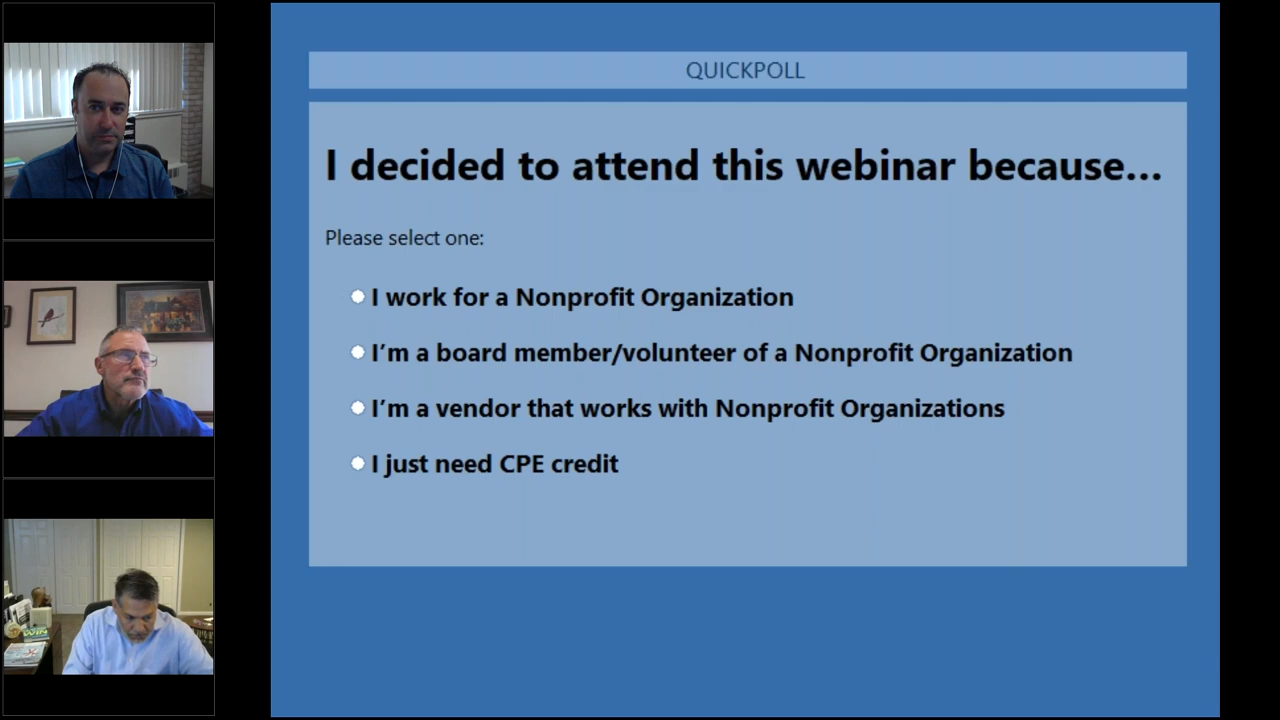 QUICKPOLL
I decided to attend this webinar because...
Please select one:
I work for a Nonprofit Organization
I’m a board member/volunteer of a Nonprofit Organization
I’m a vendor that works with Nonprofit Organizations
I just need CPE credit
WIN